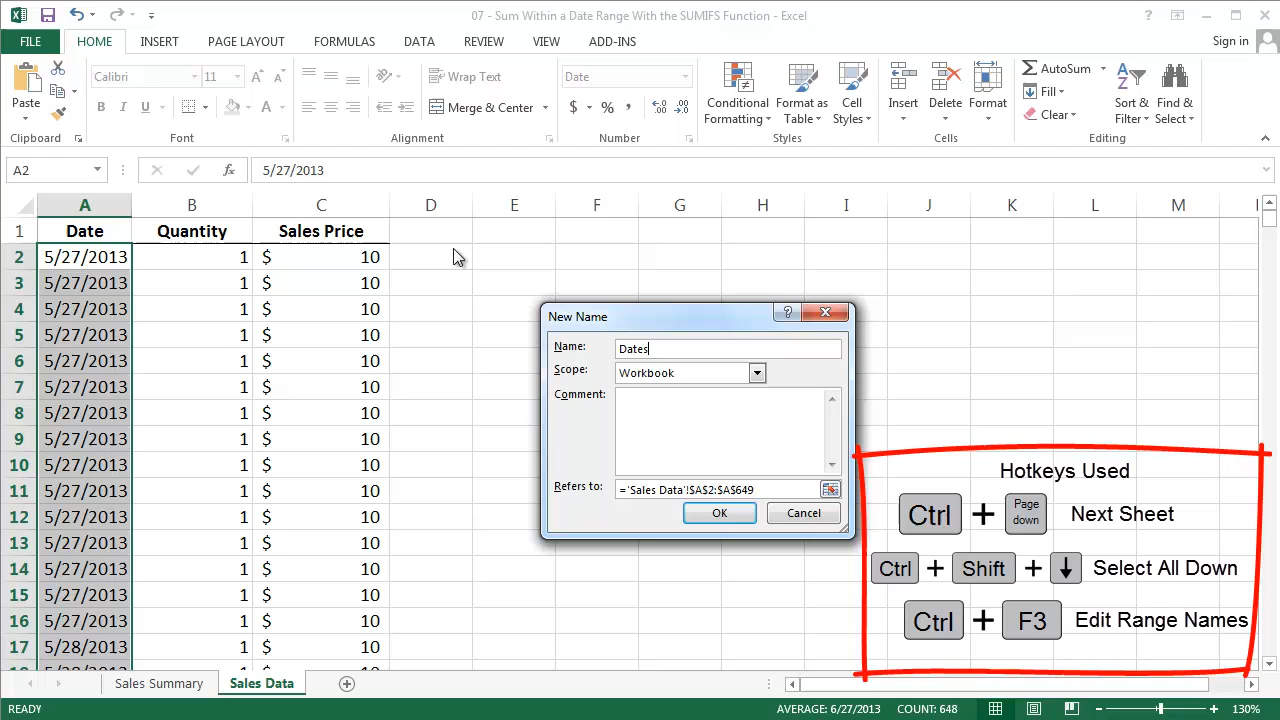 07 - Sum Within a Date Range With the SUMIFS Function - Excel
FILE HOME INSERT PAGE LAYOUT FORMULAS DATA REVIEW VIEW ADD-INS Sign in
Paste
Calibri 11
Wrap Text
Merge & Center
Date
$ % ,
Conditional Formatting
Format as Table
Cell Styles
Insert
Delete
Format
AutoSum
Fill
Clear
Sort & Filter
Find & Select
Clipboard Font Alignment Number Styles Cells Editing
A2 fx 5/27/2013
A B C D E F G H I J K L M
1 Date Quantity Sales Price
2 5/27/2013 1 $ 10
3 5/27/2013 1 $ 10
4 5/27/2013 1 $ 10
5 5/27/2013 1 $ 10
6 5/27/2013 1 $ 10
7 5/27/2013 1 $ 10
8 5/27/2013 1 $ 10
9 5/27/2013 1 $ 10
10 5/27/2013 1 $ 10
11 5/27/2013 1 $ 10
12 5/27/2013 1 $ 10
13 5/27/2013 1 $ 10
14 5/27/2013 1 $ 10
15 5/27/2013 1 $ 10
16 5/27/2013 1 $ 10
17 5/28/2013 1 $ 10
New Name
Name: Dates
Scope: Workbook
Comment:
Refers to: ='Sales Data'!$A$2:$A$649
OK Cancel
Hotkeys Used
Ctrl + Page down Next Sheet
Ctrl + Shift + ↓ Select All Down
Ctrl + F3 Edit Range Names
Sales Summary Sales Data
READY AVERAGE: 6/27/2013 COUNT: 648 130%